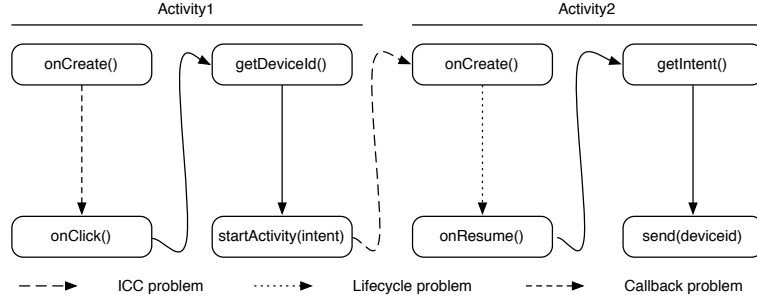 Activity1 Activity2
onCreate() getDeviceId() onCreate() getIntent()
onClick() startActivity(intent) onResume() send(deviceid)
ICC problem Lifecycle problem Callback problem